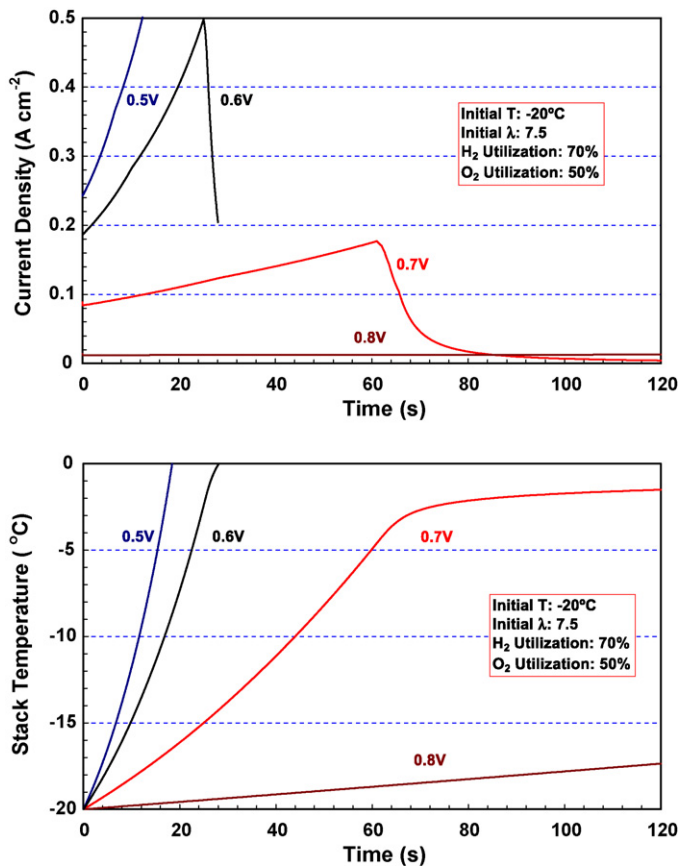 0.5
0.4
0.3
0.2
0.1
0
Current Density (A cm⁻²)
0.5V
0.6V
0.7V
0.8V
Initial T: -20ºC
Initial λ: 7.5
H₂ Utilization: 70%
O₂ Utilization: 50%
0 20 40 60 80 100 120
Time (s)
0
-5
-10
-15
-20
Stack Temperature ( °C)
0.5V
0.6V
0.7V
0.8V
Initial T: -20ºC
Initial λ: 7.5
H₂ Utilization: 70%
O₂ Utilization: 50%
0 20 40 60 80 100 120
Time (s)